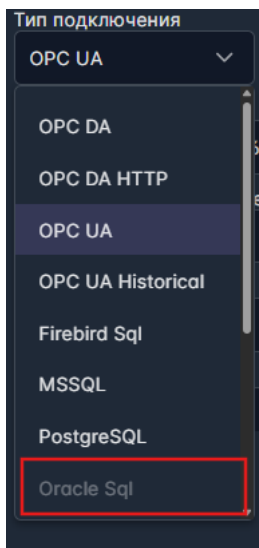 Тип подключения
OPC UA
OPC DA
OPC DA HTTP
OPC UA
OPC UA Historical
Firebird Sql
MSSQL
PostgreSQL
Oracle Sql